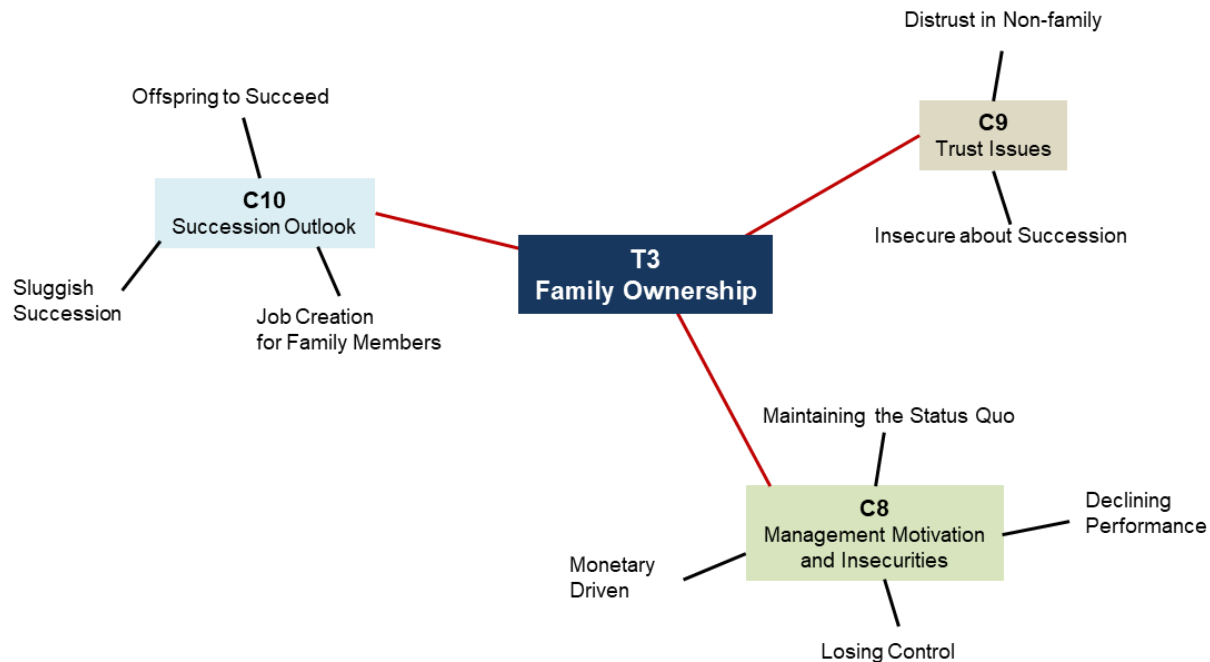 Distrust in Non-family
Offspring to Succeed
C9
Trust Issues
C10
Succession Outlook
Insecure about Succession
T3
Family Ownership
Sluggish
Succession
Job Creation
for Family Members
Maintaining the Status Quo
C8
Management Motivation
and Insecurities
Declining
Performance
Monetary
Driven
Losing Control